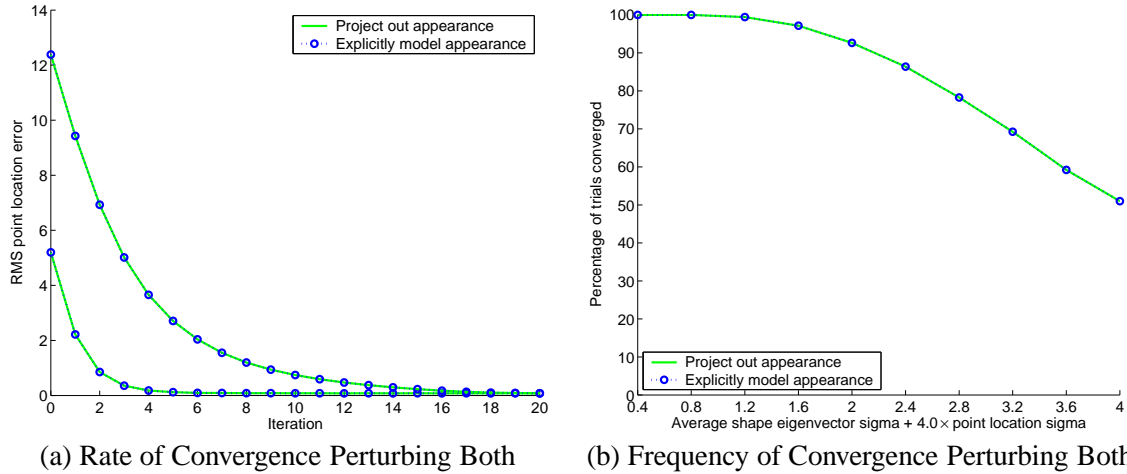 14
12
10
8
6
4
2
0
RMS point location error
Project out appearance
Explicitly model appearance
0 2 4 6 8 10 12 14 16 18 20
Iteration
(a) Rate of Convergence Perturbing Both
100
90
80
70
60
50
40
30
20
10
0
Percentage of trials converged
Project out appearance
Explicitly model appearance
0.4 0.8 1.2 1.6 2 2.4 2.8 3.2 3.6 4
Average shape eigenvector sigma + 4.0× point location sigma
(b) Frequency of Convergence Perturbing Both